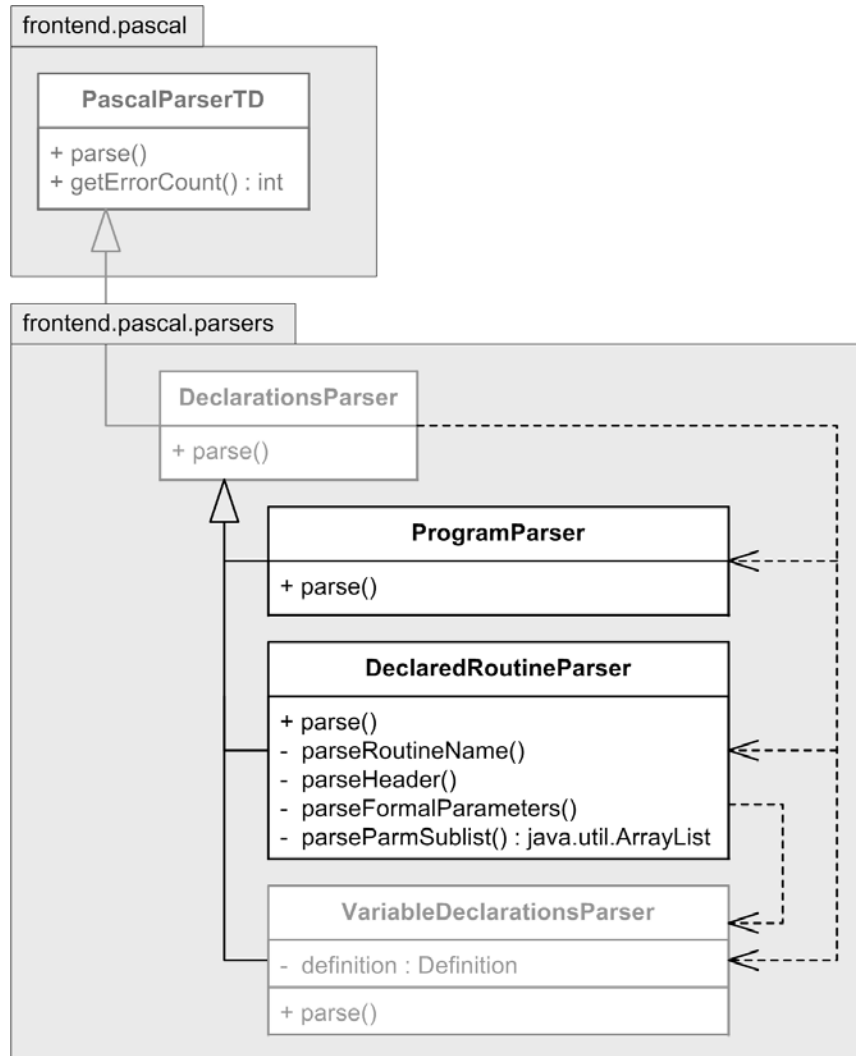 frontend.pascal
PascalParserTD
+ parse()
+ getErrorCount() : int
frontend.pascal.parsers
DeclarationsParser
+ parse()
ProgramParser
+ parse()
DeclaredRoutineParser
+ parse()
- parseRoutineName()
- parseHeader()
- parseFormalParameters()
- parseParmSublist() : java.util.ArrayList
VariableDeclarationsParser
- definition : Definition
+ parse()